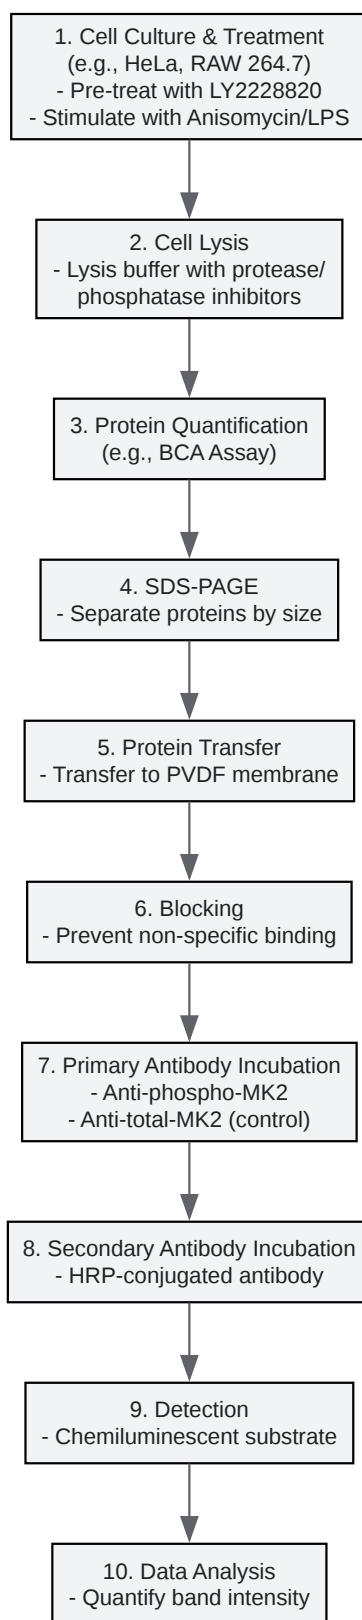 1. Cell Culture & Treatment
(e.g., HeLa, RAW 264.7)
- Pre-treat with LY2228820
- Stimulate with Anisomycin/LPS
2. Cell Lysis
- Lysis buffer with protease/
phosphatase inhibitors
3. Protein Quantification
(e.g., BCA Assay)
4. SDS-PAGE
- Separate proteins by size
5. Protein Transfer
- Transfer to PVDF membrane
6. Blocking
- Prevent non-specific binding
7. Primary Antibody Incubation
- Anti-phospho-MK2
- Anti-total-MK2 (control)
8. Secondary Antibody Incubation
- HRP-conjugated antibody
9. Detection
- Chemiluminescent substrate
10. Data Analysis
- Quantify band intensity